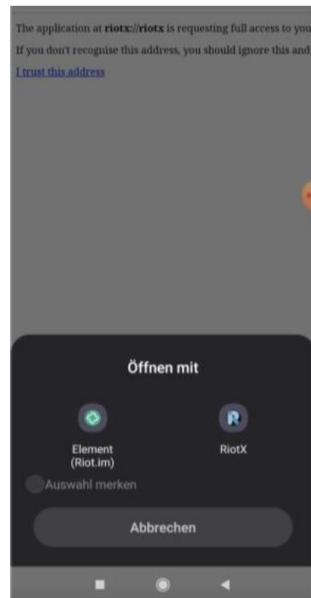 The application at riotx://riotx is requesting full access to you
If you don't recognise this address, you should ignore this and
I trust this address
Öffnen mit
Element
(Riot.im)
RiotX
Auswahl merken
Abbrechen